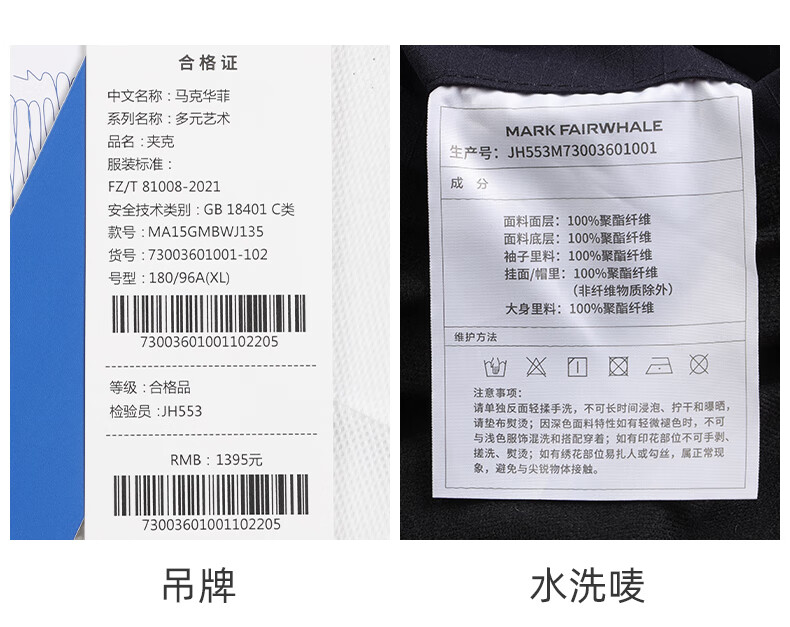 合格证
中文名称：马克华菲
系列名称：多元艺术
品名：夹克
服装标准：
FZ/T 81008-2021
安全技术类别：GB 18401 C类
款号：MA15GMBWJ135
货号：73003601001-102
号型：180/96A(XL)
73003601001102205
等级：合格品
检验员：JH553
RMB：1395元
73003601001102205
吊牌
MARK FAIRWHALE
生产号：JH553M73003601001
成 分
面料面层：100%聚酯纤维
面料底层：100%聚酯纤维
袖子里料：100%聚酯纤维
挂面/帽里：100%聚酯纤维
（非纤维物质除外）
大身里料：100%聚酯纤维
维护方法
注意事项：
请单独反面轻揉手洗，不可长时间浸泡、拧干和曝晒，
请垫布熨烫；因深色面料特性如有轻微褪色时，不可
与浅色服饰混洗和搭配穿着；如有印花部位不可手剥、
搓洗、熨烫；如有绣花部位易扎人或勾丝，属正常现
象，避免与尖锐物体接触。
水洗唛